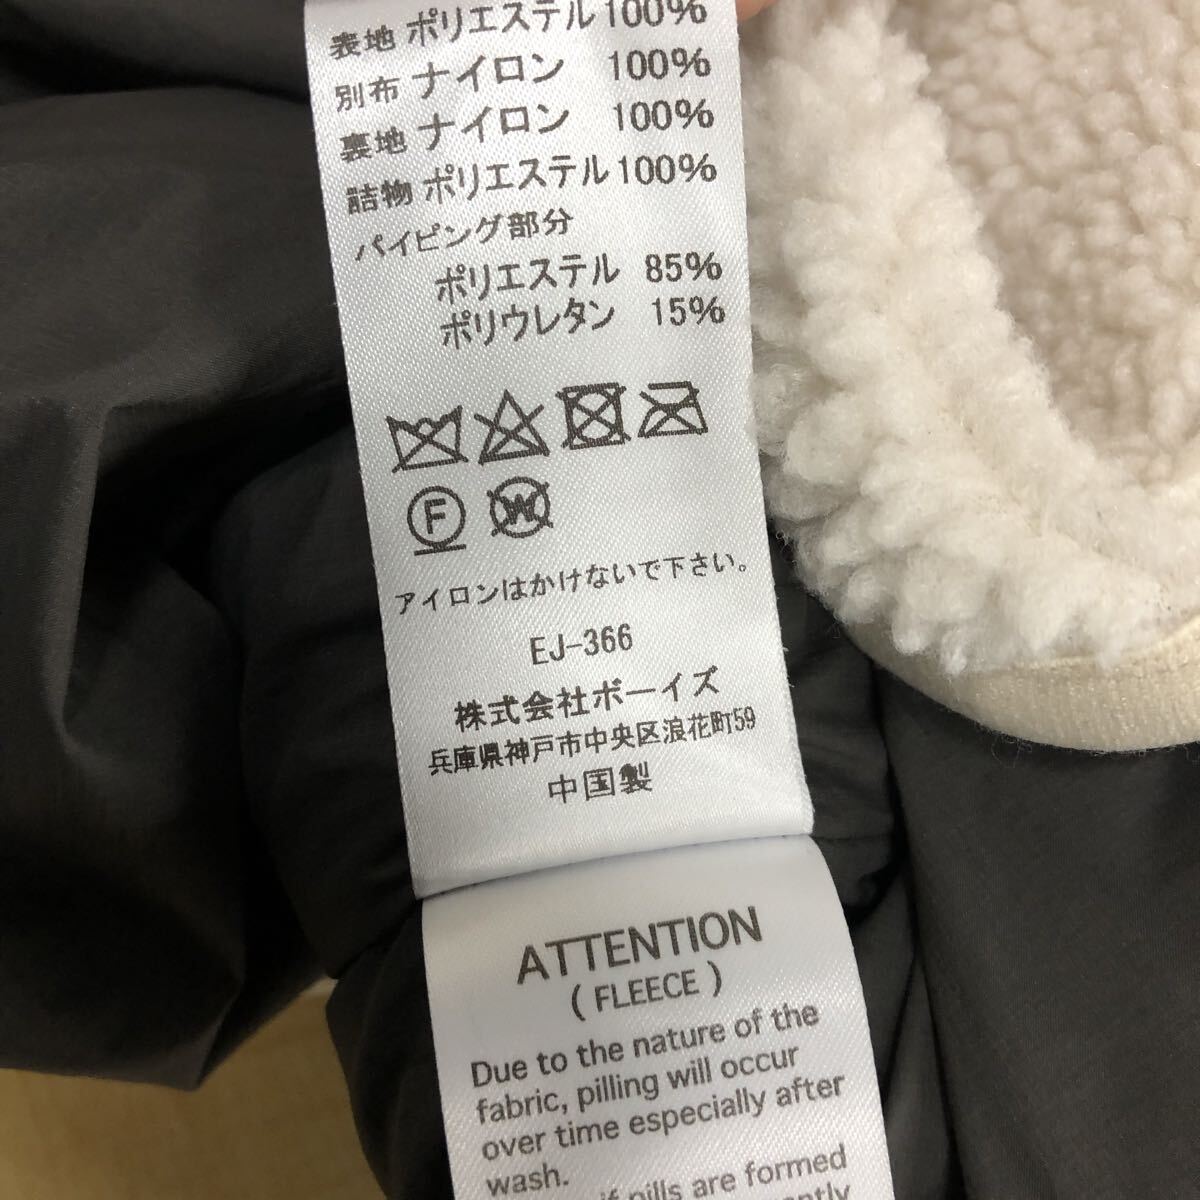 表地 ポリエステル100%
別布 ナイロン 100%
裏地 ナイロン 100%
詰物 ポリエステル100%
パイピング部分
ポリエステル 85%
ポリウレタン 15%
F W
アイロンはかけないで下さい。
EJ-366
株式会社ボーイズ
兵庫県神戸市中央区浪花町59
中国製
ATTENTION
( FLEECE )
Due to the nature of the
fabric, pilling will occur
over time especially after
wash.
if pills are formed